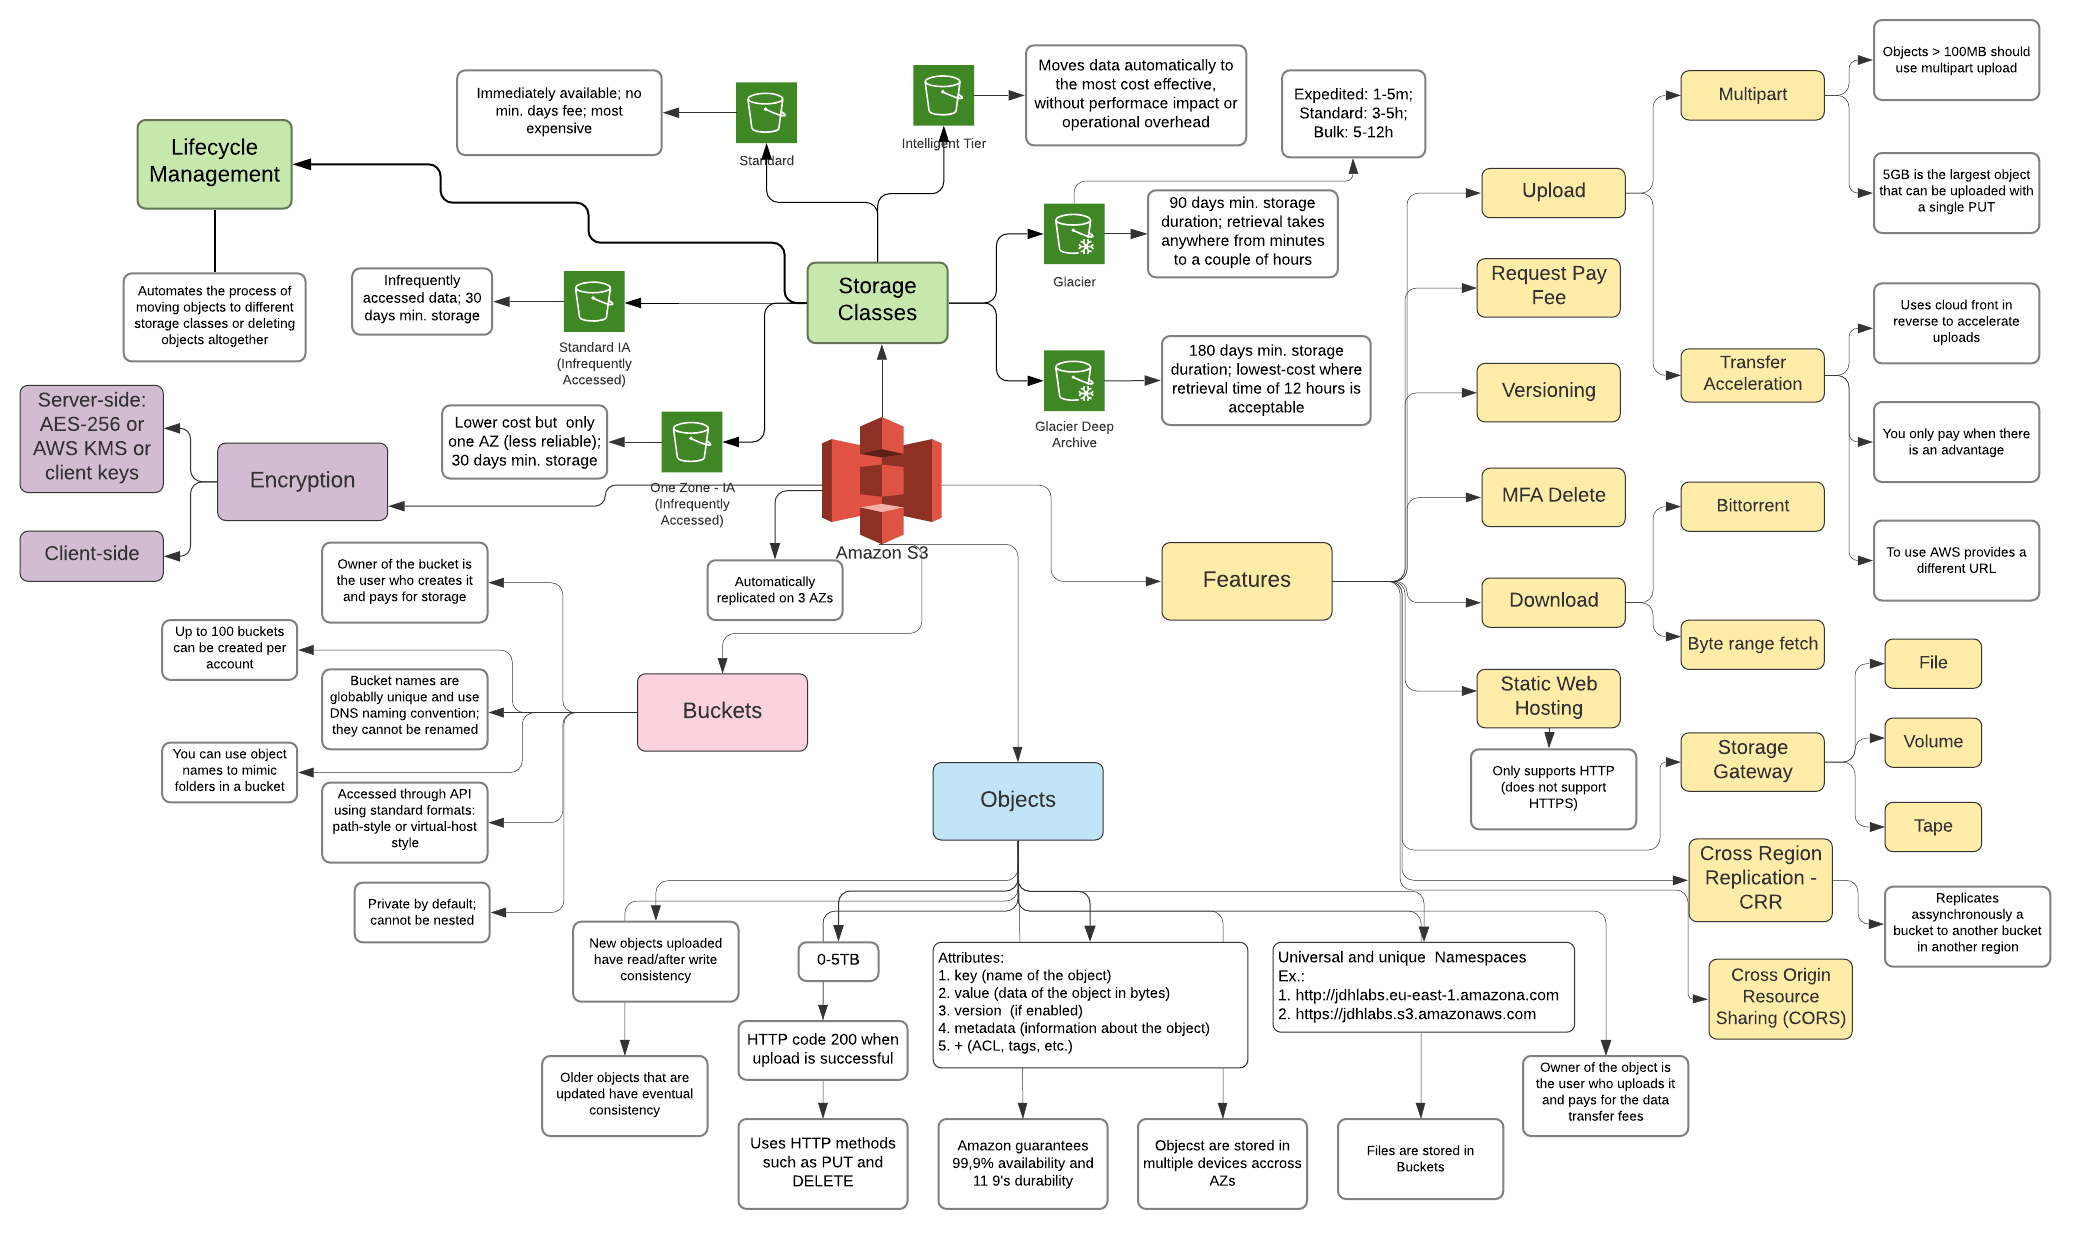 Lifecycle
Management
Automates the process of
moving objects to different
storage classes or deleting
objects altogether
Immediately available; no
min. days fee; most
expensive
Standard
Intelligent Tier
Moves data automatically to
the most cost effective,
without performace impact or
operational overhead
Expedited: 1-5m;
Standard: 3-5h;
Bulk: 5-12h
90 days min. storage
duration; retrieval takes
anywhere from minutes
to a couple of hours
Glacier
Storage
Classes
Infrequently
accessed data; 30
days min. storage
Standard IA
(Infrequently
Accessed)
180 days min. storage
duration; lowest-cost where
retrieval time of 12 hours is
acceptable
Glacier Deep
Archive
Lower cost but  only
one AZ (less reliable);
30 days min. storage
One Zone - IA
(Infrequently
Accessed)
Server-side:
AES-256 or
AWS KMS or
client keys
Encryption
Client-side
Amazon S3
Automatically
replicated on 3 AZs
Owner of the bucket is
the user who creates it
and pays for storage
Up to 100 buckets
can be created per
account
Bucket names are
globablly unique and use
DNS naming convention;
they cannot be renamed
You can use object
names to mimic
folders in a bucket
Accessed through API
using standard formats:
path-style or virtual-host
style
Private by default;
cannot be nested
Buckets
Objects
New objects uploaded
have read/after write
consistency
Older objects that are
updated have eventual
consistency
0-5TB
HTTP code 200 when
upload is successful
Uses HTTP methods
such as PUT and
DELETE
Attributes:
1. key (name of the object)
2. value (data of the object in bytes)
3. version  (if enabled)
4. metadata (information about the object)
5. + (ACL, tags, etc.)
Amazon guarantees
99,9% availability and
11 9's durability
Objecst are stored in
multiple devices accross
AZs
Universal and unique  Namespaces
Ex.:
1. http://jdhlabs.eu-east-1.amazona.com
2. https://jdhlabs.s3.amazonaws.com
Files are stored in
Buckets
Owner of the object is
the user who uploads it
and pays for the data
transfer fees
Features
Upload
Multipart
Objects > 100MB should
use multipart upload
5GB is the largest object
that can be uploaded with
a single PUT
Transfer
Acceleration
Uses cloud front in
reverse to accelerate
uploads
You only pay when there
is an advantage
To use AWS provides a
different URL
Request Pay
Fee
Versioning
MFA Delete
Download
Bittorrent
Byte range fetch
Static Web
Hosting
Only supports HTTP
(does not support
HTTPS)
Storage
Gateway
File
Volume
Tape
Cross Region
Replication -
CRR
Replicates
assynchronously a
bucket to another bucket
in another region
Cross Origin
Resource
Sharing (CORS)